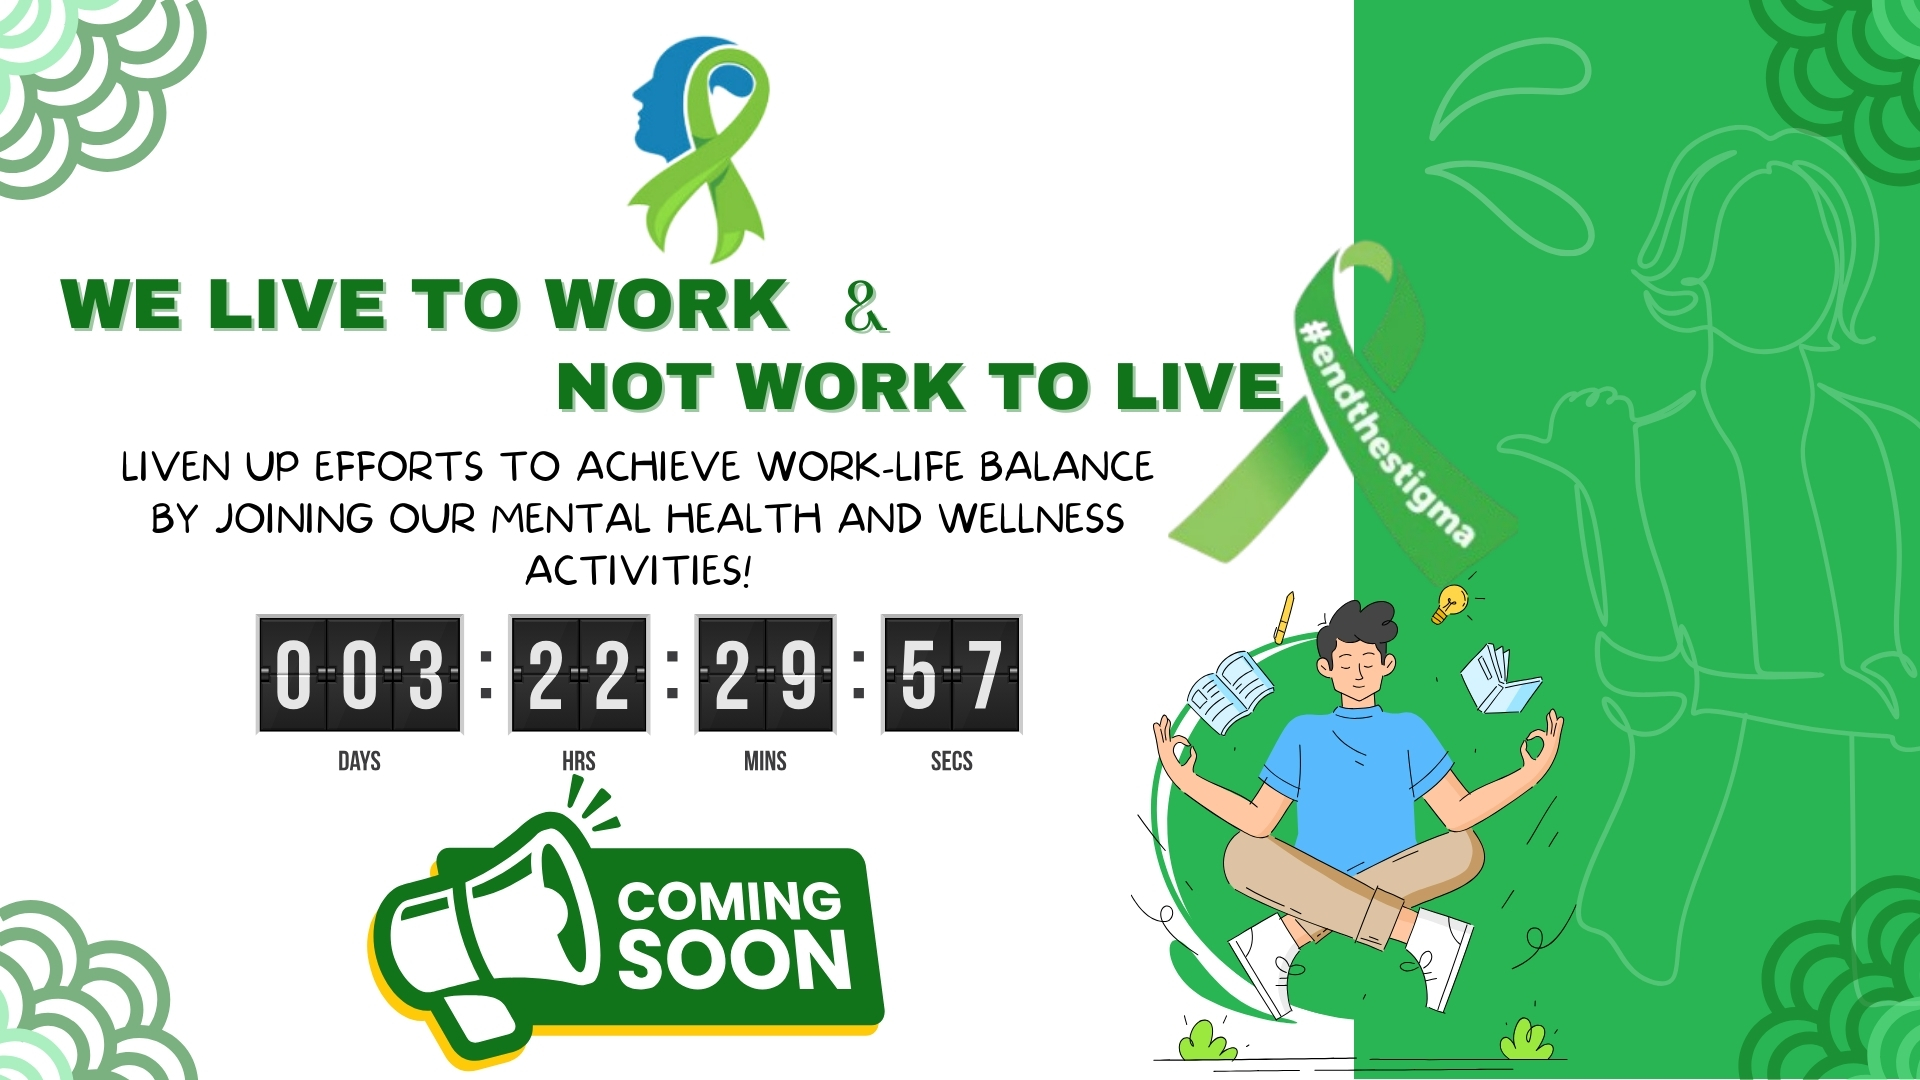 WE LIVE TO WORK &
NOT WORK TO LIVE
#endthestigma
LIVEN UP EFFORTS TO ACHIEVE WORK-LIFE BALANCE
BY JOINING OUR MENTAL HEALTH AND WELLNESS
ACTIVITIES!
003 : 22 : 29 : 57
DAYS HRS MINS SECS
COMING
SOON